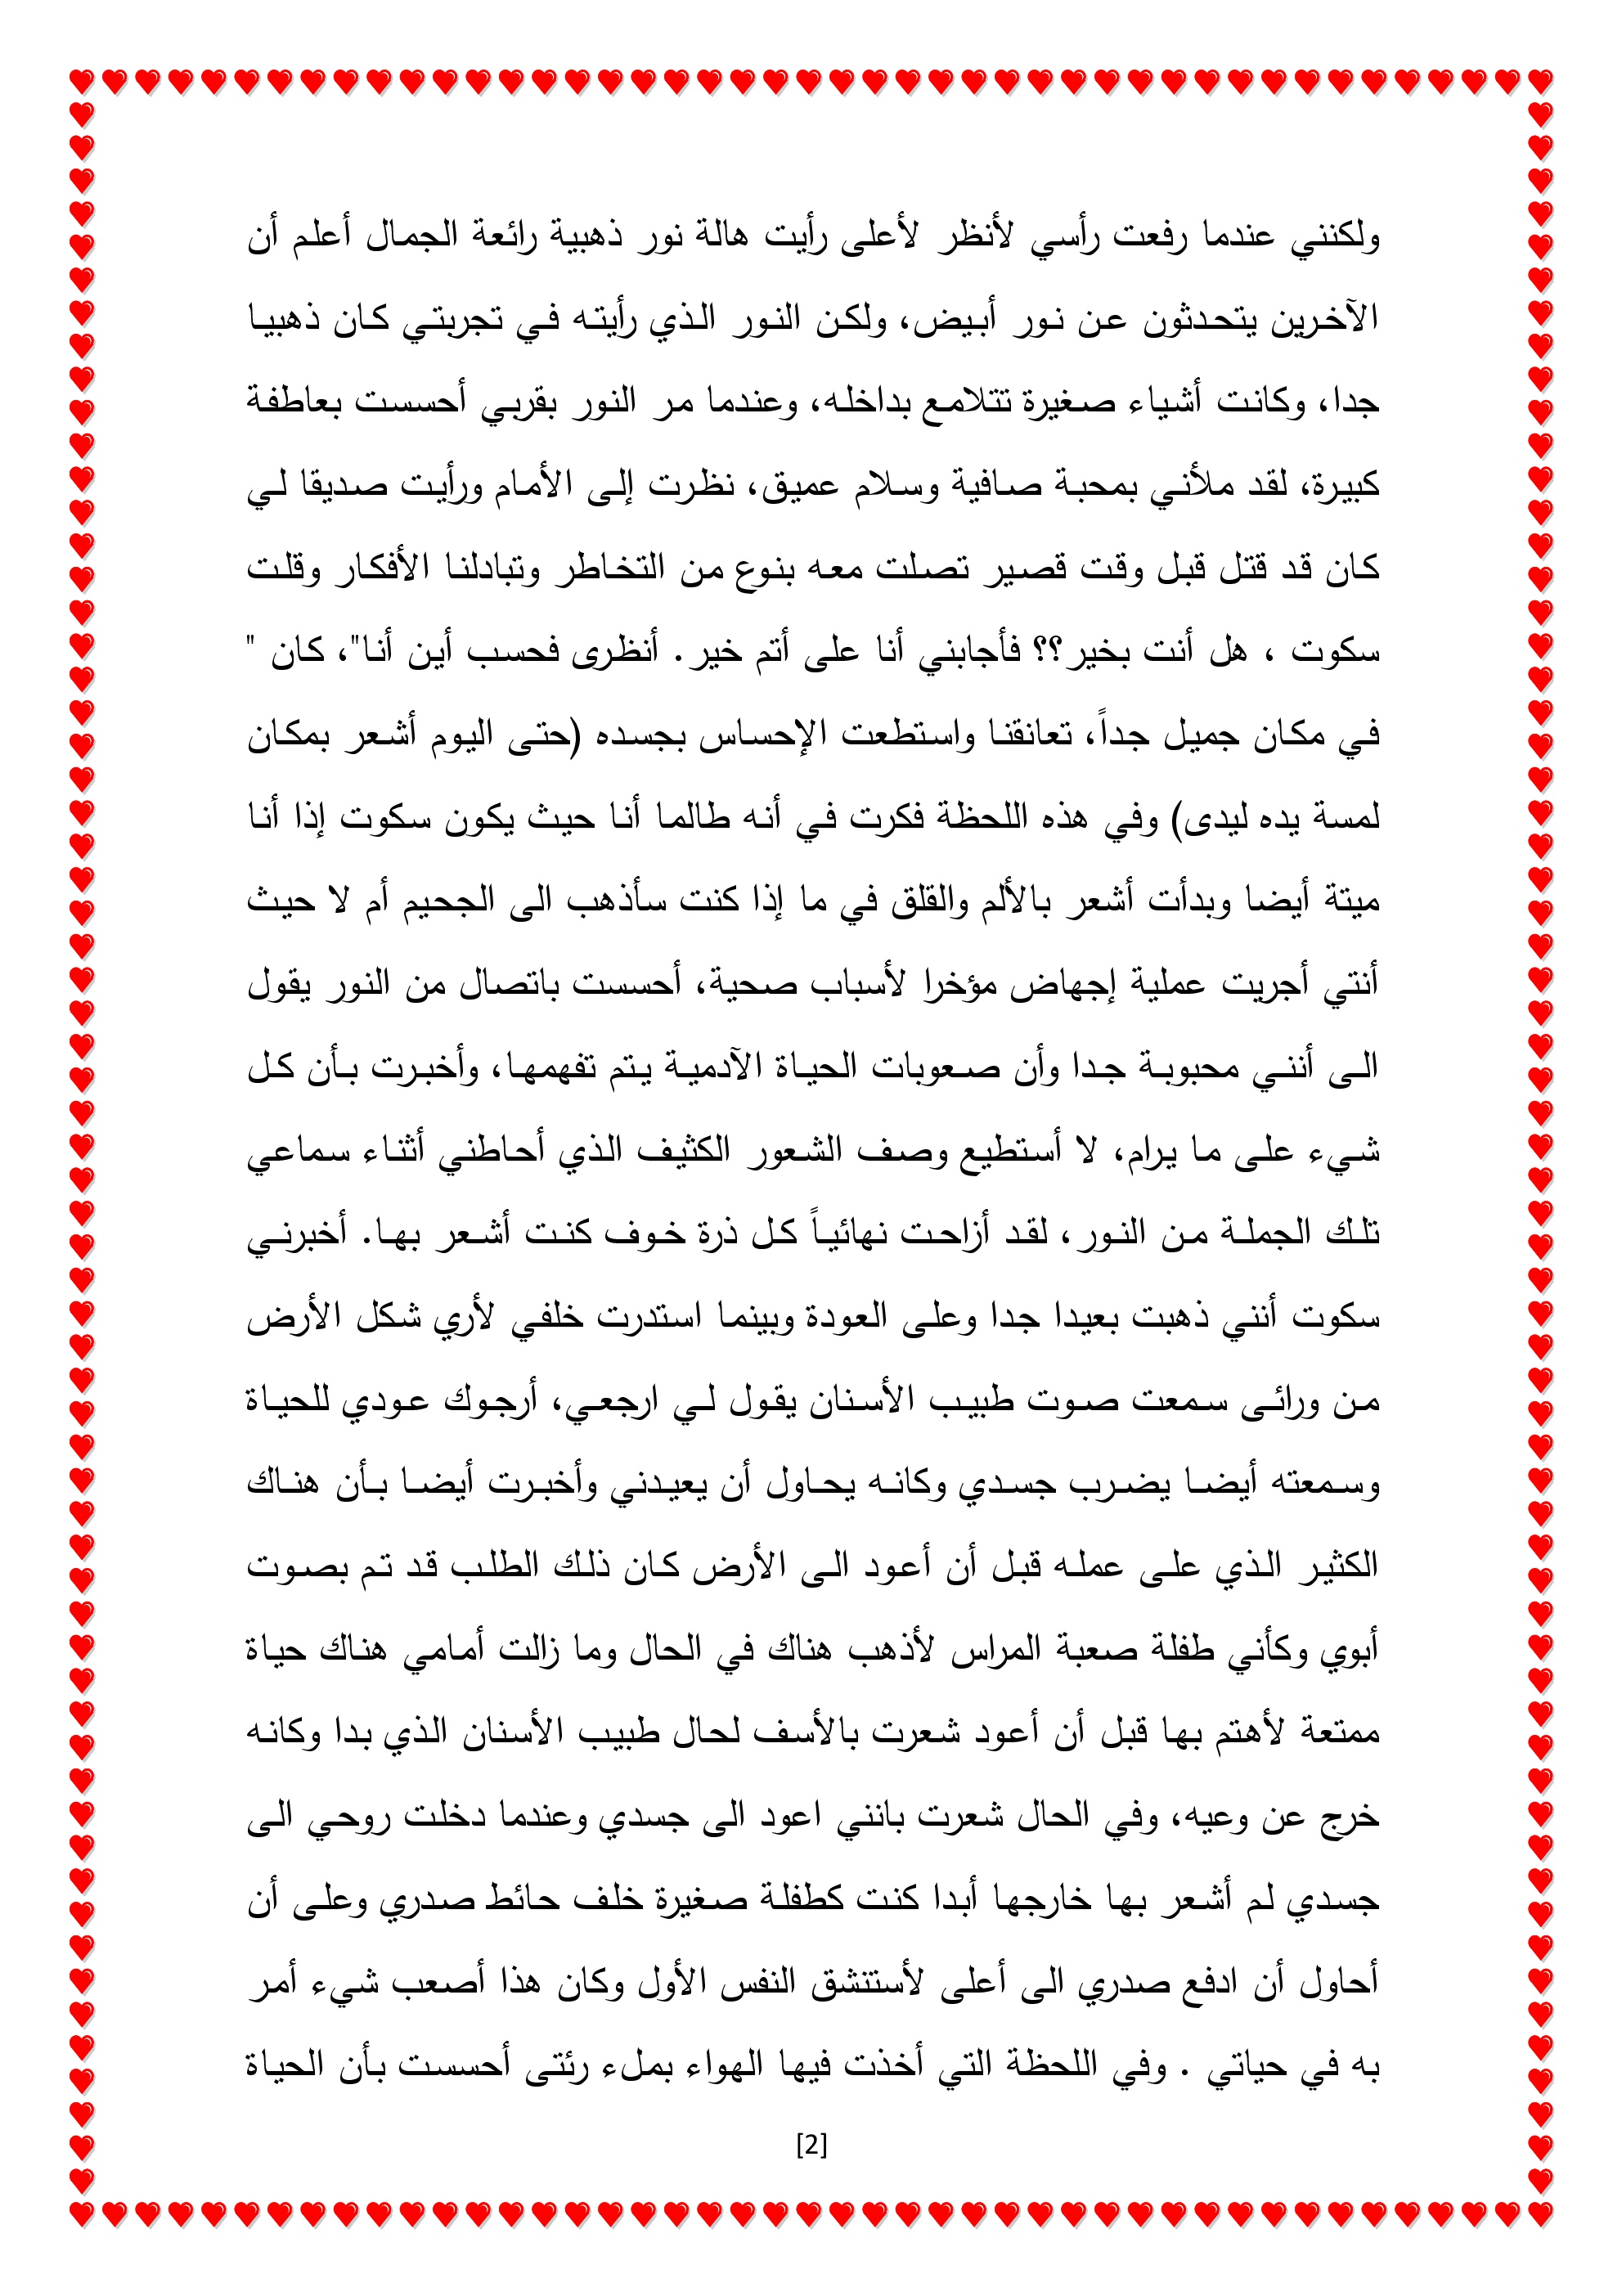 ولكنني عندما رفعت رأسي لأنظر لأعلى رأيت هالة نور ذهبية رائعة الجمال أعلم أن
الآخرين يتحدثون عن نور أبيض، ولكن النور الذي رأيته في تجربتي كان ذهبيا
جدا، وكانت أشياء صغيرة تتلامع بداخله، وعندما مر النور بقربي أحسست بعاطفة
كبيرة، لقد ملأني بمحبة صافية وسلام عميق، نظرت إلى الأمام ورأيت صديقا لي
كان قد قتل قبل وقت قصير تصلت معه بنوع من التخاطر وتبادلنا الأفكار وقلت
سكوت ، هل أنت بخير؟؟ فأجابني أنا على أتم خير. أنظرى فحسب أين أنا"، كان "
في مكان جميل جداً، تعانقنا واستطعت الإحساس بجسده (حتى اليوم أشعر بمكان
لمسة يده ليدى) وفي هذه اللحظة فكرت في أنه طالما أنا حيث يكون سكوت إذا أنا
ميتة أيضا وبدأت أشعر بالألم والقلق في ما إذا كنت سأذهب الى الجحيم أم لا حيث
أنتي أجريت عملية إجهاض مؤخرا لأسباب صحية، أحسست باتصال من النور يقول
الى أنني محبوبة جدا وأن صعوبات الحياة الآدمية يتم تفهمها، وأخبرت بأن كل
شيء على ما يرام، لا أستطيع وصف الشعور الكثيف الذي أحاطني أثناء سماعي
تلك الجملة من النور، لقد أزاحت نهائياً كل ذرة خوف كنت أشعر بها. أخبرني
سكوت أنني ذهبت بعيدا جدا وعلى العودة وبينما استدرت خلفي لأري شكل الأرض
من ورائى سمعت صوت طبيب الأسنان يقول لي ارجعي، أرجوك عودي للحياة
وسمعته أيضا يضرب جسدي وكانه يحاول أن يعيدني وأخبرت أيضا بأن هناك
الكثير الذي على عمله قبل أن أعود الى الأرض كان ذلك الطلب قد تم بصوت
أبوي وكأني طفلة صعبة المراس لأذهب هناك في الحال وما زالت أمامي هناك حياة
ممتعة لأهتم بها قبل أن أعود شعرت بالأسف لحال طبيب الأسنان الذي بدا وكانه
خرج عن وعيه، وفي الحال شعرت بانني اعود الى جسدي وعندما دخلت روحي الى
جسدي لم أشعر بها خارجها أبدا كنت كطفلة صغيرة خلف حائط صدري وعلى أن
أحاول أن ادفع صدري الى أعلى لأستنشق النفس الأول وكان هذا أصعب شيء أمر
به في حياتي . وفي اللحظة التي أخذت فيها الهواء بملء رئتى أحسست بأن الحياة
[2]